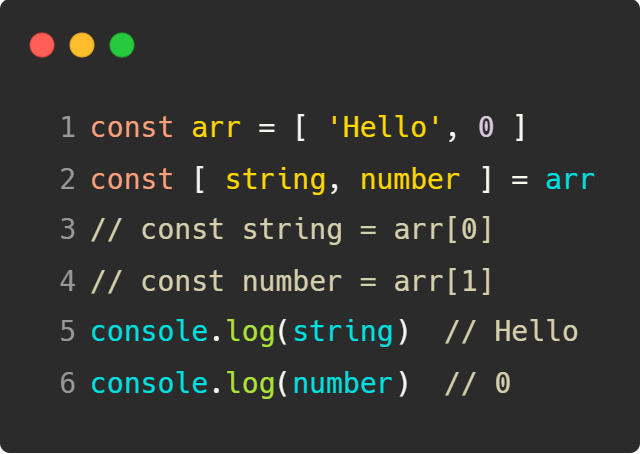 1 const arr = [ 'Hello', 0 ]
2 const [ string, number ] = arr
3 // const string = arr[0]
4 // const number = arr[1]
5 console.log(string)  // Hello
6 console.log(number)  // 0